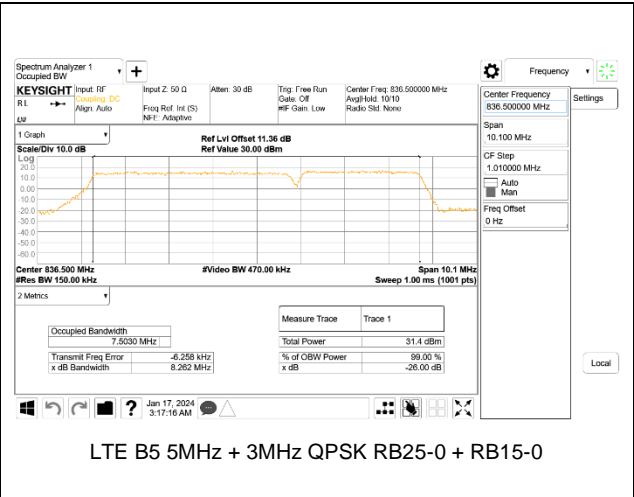 Spectrum Analyzer 1
Occupied BW
+
Frequency
KEYSIGHT
Input: RF
Coupling: DC
Align: Auto
Input Z: 50 Ω
Freq Ref: Int (S)
NFE: Adaptive
Atten: 30 dB
Trig: Free Run
Gate: Off
#IF Gain: Low
Center Freq: 836.500000 MHz
Avg|Hold: 10/10
Radio Std: None
RL
Center Frequency
836.500000 MHz
Settings
Span
10.100 MHz
CF Step
1.010000 MHz
Auto
Man
Freq Offset
0 Hz
1 Graph
Ref Lvl Offset 11.36 dB
Scale/Div 10.0 dB
Ref Value 30.00 dBm
Log
20.0
10.0
0.00
-10.0
-20.0
-30.0
-40.0
-50.0
-60.0
Center 836.500 MHz
#Video BW 470.00 kHz
Span 10.1 MHz
#Res BW 150.00 kHz
Sweep 1.00 ms (1001 pts)
2 Metrics
Measure Trace Trace 1
Occupied Bandwidth
7.5030 MHz
Total Power 31.4 dBm
Transmit Freq Error -6.258 kHz
% of OBW Power 99.00 %
x dB Bandwidth 8.262 MHz
x dB -26.00 dB
Local
?
Jan 17, 2024
3:17:16 AM
LTE B5 5MHz + 3MHz QPSK RB25-0 + RB15-0